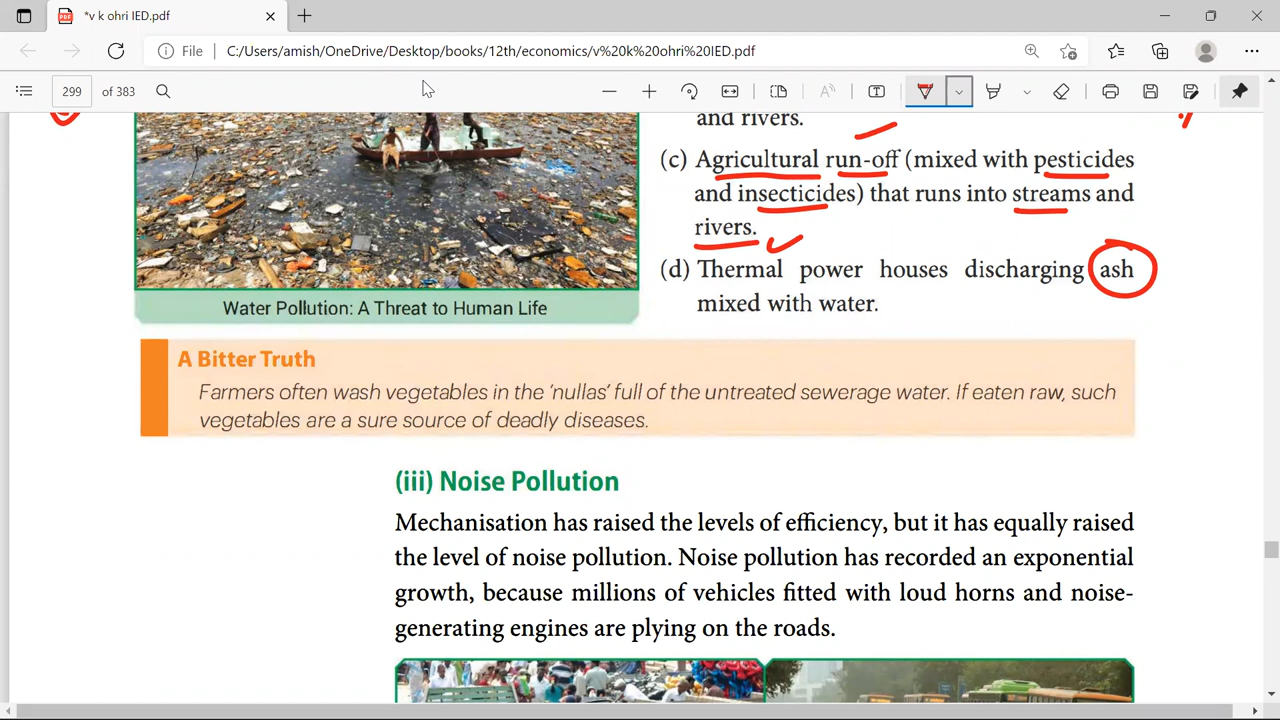 *v k ohri IED.pdf
File C:/Users/amish/OneDrive/Desktop/books/12th/economics/v%20k%20ohri%20IED.pdf
299 of 383
and rivers.
(c) Agricultural run-off (mixed with pesticides
and insecticides) that runs into streams and
rivers.
(d) Thermal power houses discharging ash
mixed with water.
Water Pollution: A Threat to Human Life
A Bitter Truth
Farmers often wash vegetables in the ‘nullas’ full of the untreated sewerage water. If eaten raw, such
vegetables are a sure source of deadly diseases.
(iii) Noise Pollution
Mechanisation has raised the levels of efficiency, but it has equally raised
the level of noise pollution. Noise pollution has recorded an exponential
growth, because millions of vehicles fitted with loud horns and noise-
generating engines are plying on the roads.